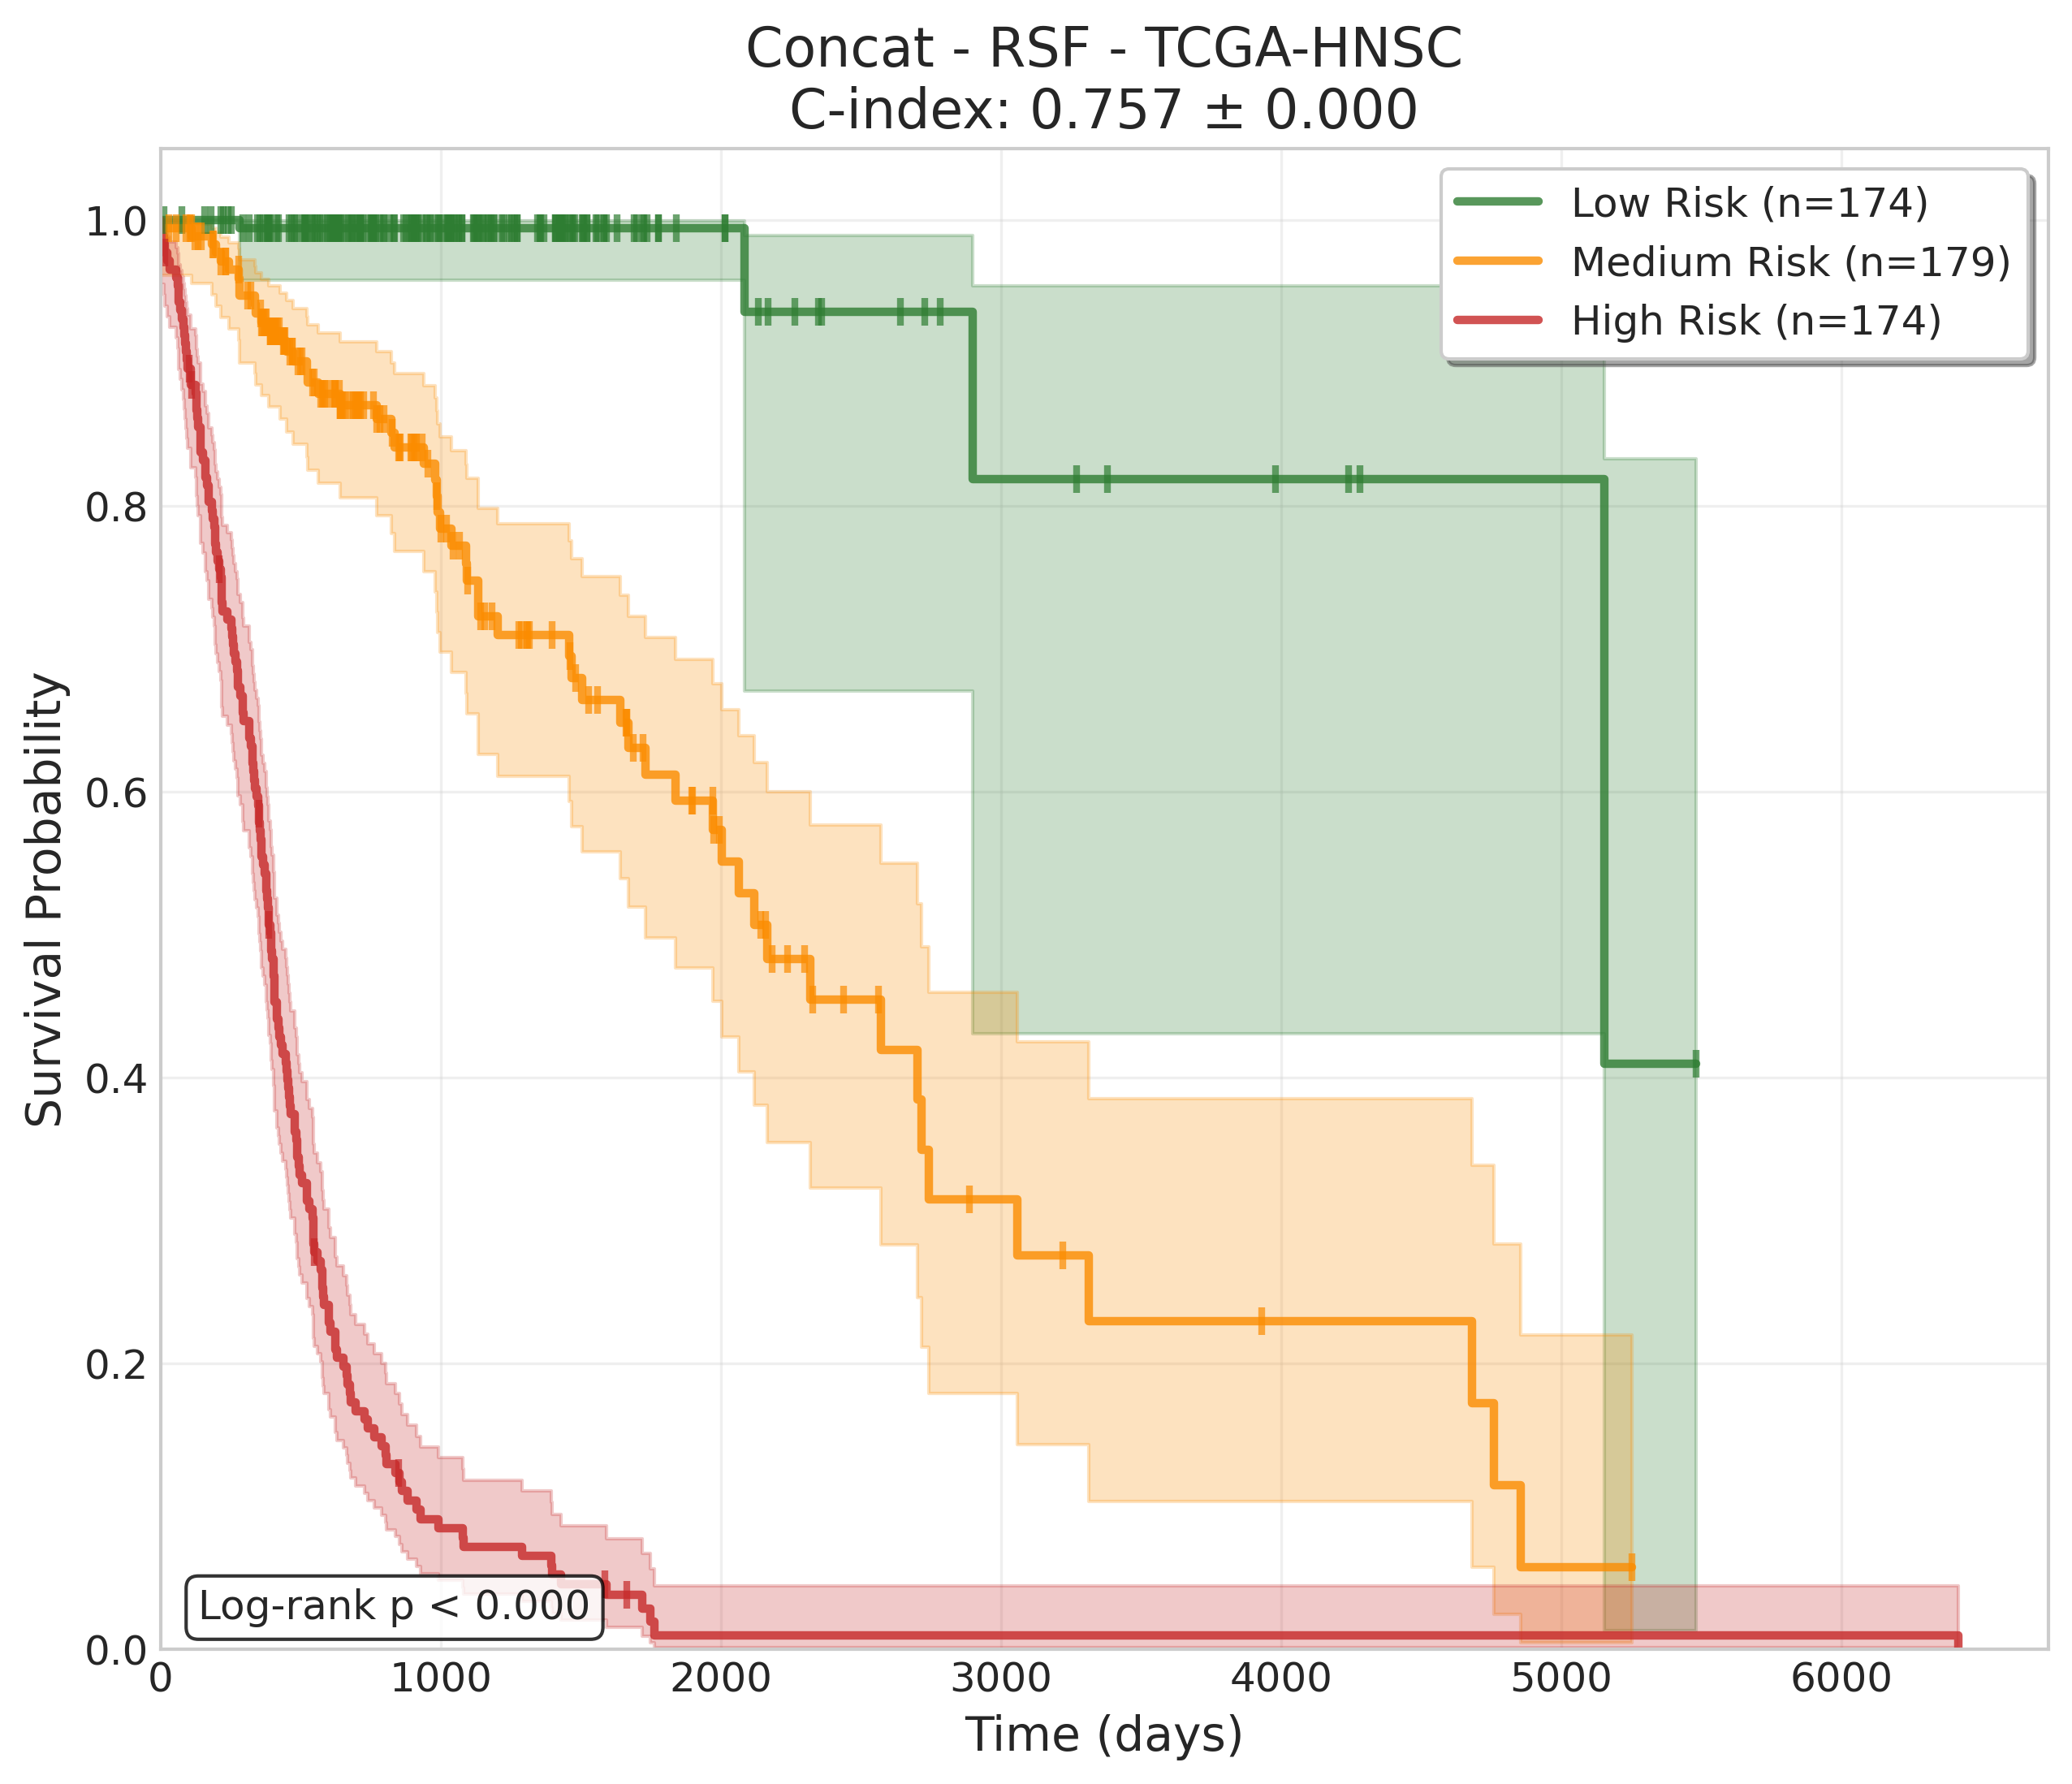 Concat - RSF - TCGA-HNSC
C-index: 0.757 ± 0.000
Low Risk (n=174)
Medium Risk (n=179)
High Risk (n=174)
Survival Probability
1.0
0.8
0.6
0.4
0.2
0.0
Log-rank p < 0.000
0 1000 2000 3000 4000 5000 6000
Time (days)